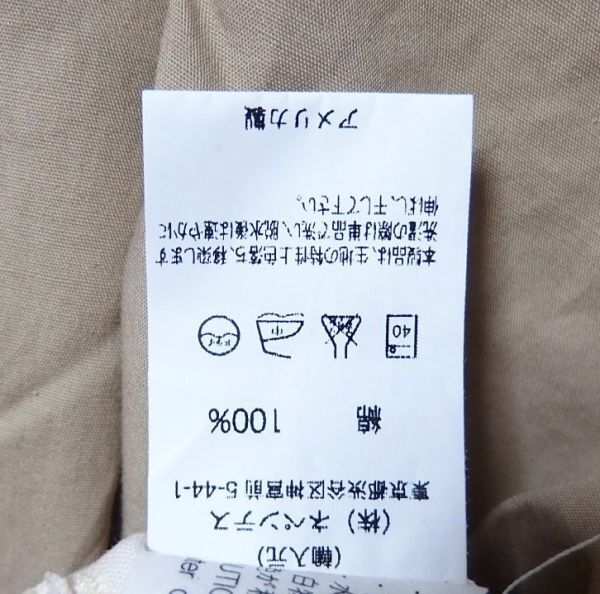 (輸入元)
(株) ネペンテス
東京都渋谷区神宮前 5-44-1
綿 100%
40
中
ドライ
本製品は、生地の特性上色落ち、移染します
洗濯の際は単品で洗い、脱水後は速やかに
伸ばし、干して下さい。
アメリカ製